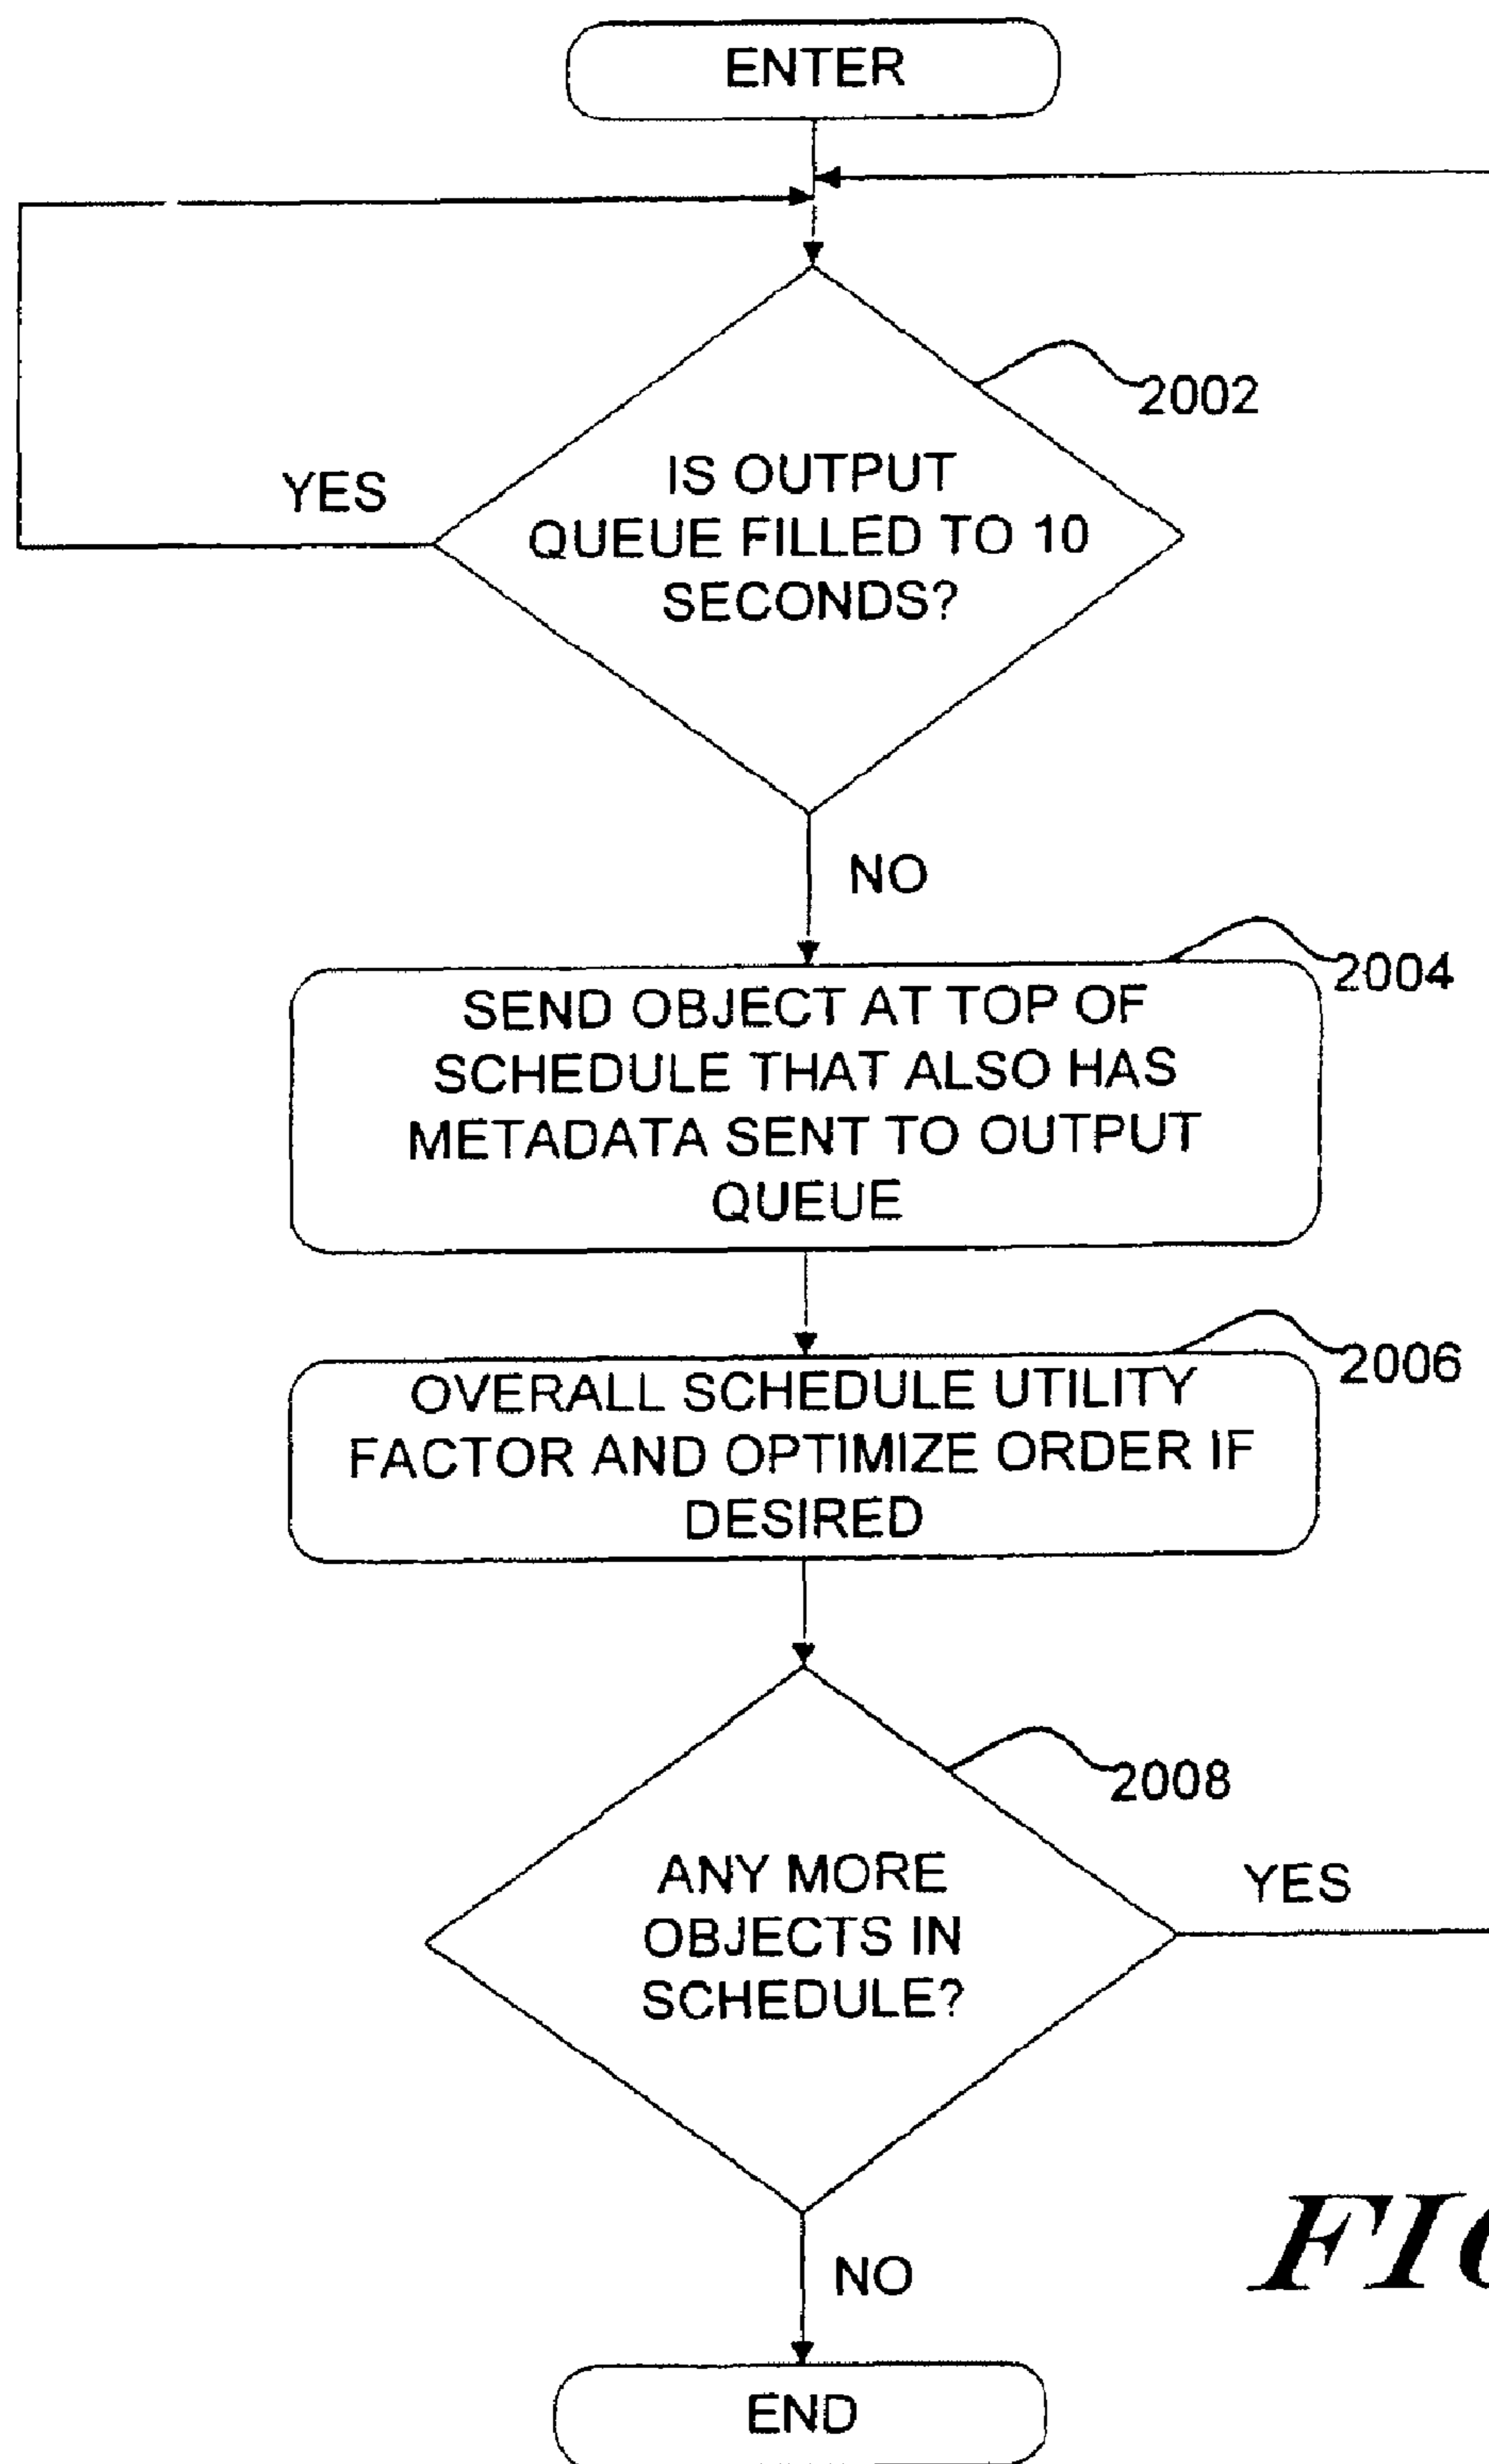 ENTER
2002
IS OUTPUT
QUEUE FILLED TO 10
SECONDS?
YES
NO
2004
SEND OBJECT AT TOP OF
SCHEDULE THAT ALSO HAS
METADATA SENT TO OUTPUT
QUEUE
2006
OVERALL SCHEDULE UTILITY
FACTOR AND OPTIMIZE ORDER IF
DESIRED
2008
ANY MORE
OBJECTS IN
SCHEDULE?
YES
NO
END